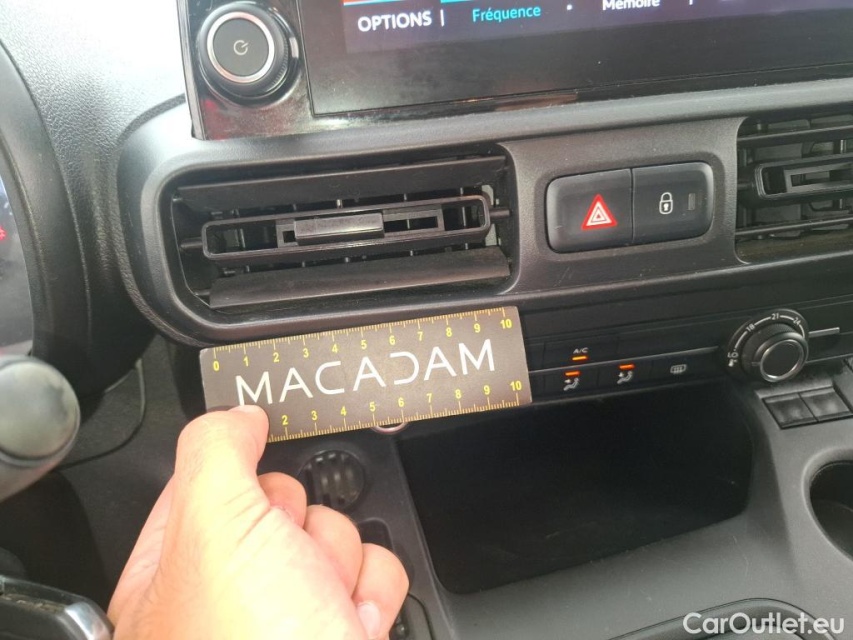 OPTIONS | Fréquence • Mémoire
A/C
0 1 2 3 4 5 6 7 8 9 10
MACADAM
2 3 4 5 6 7 8 9 10
CarOutlet.eu